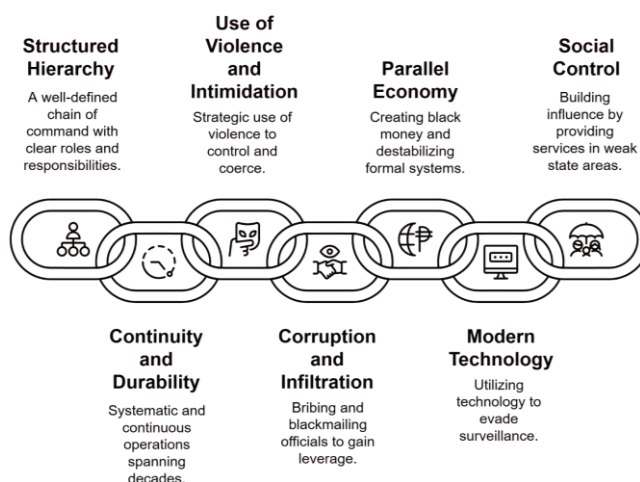 Structured
Hierarchy
A well-defined
chain of
command with
clear roles and
responsibilities.
Use of
Violence
and
Intimidation
Strategic use of
violence to
control and
coerce.
Parallel
Economy
Creating black
money and
destabilizing
formal systems.
Social
Control
Building
influence by
providing
services in weak
state areas.
Continuity
and
Durability
Systematic and
continuous
operations
spanning
decades.
Corruption
and
Infiltration
Bribing and
blackmailing
officials to gain
leverage.
Modern
Technology
Utilizing
technology to
evade
surveillance.